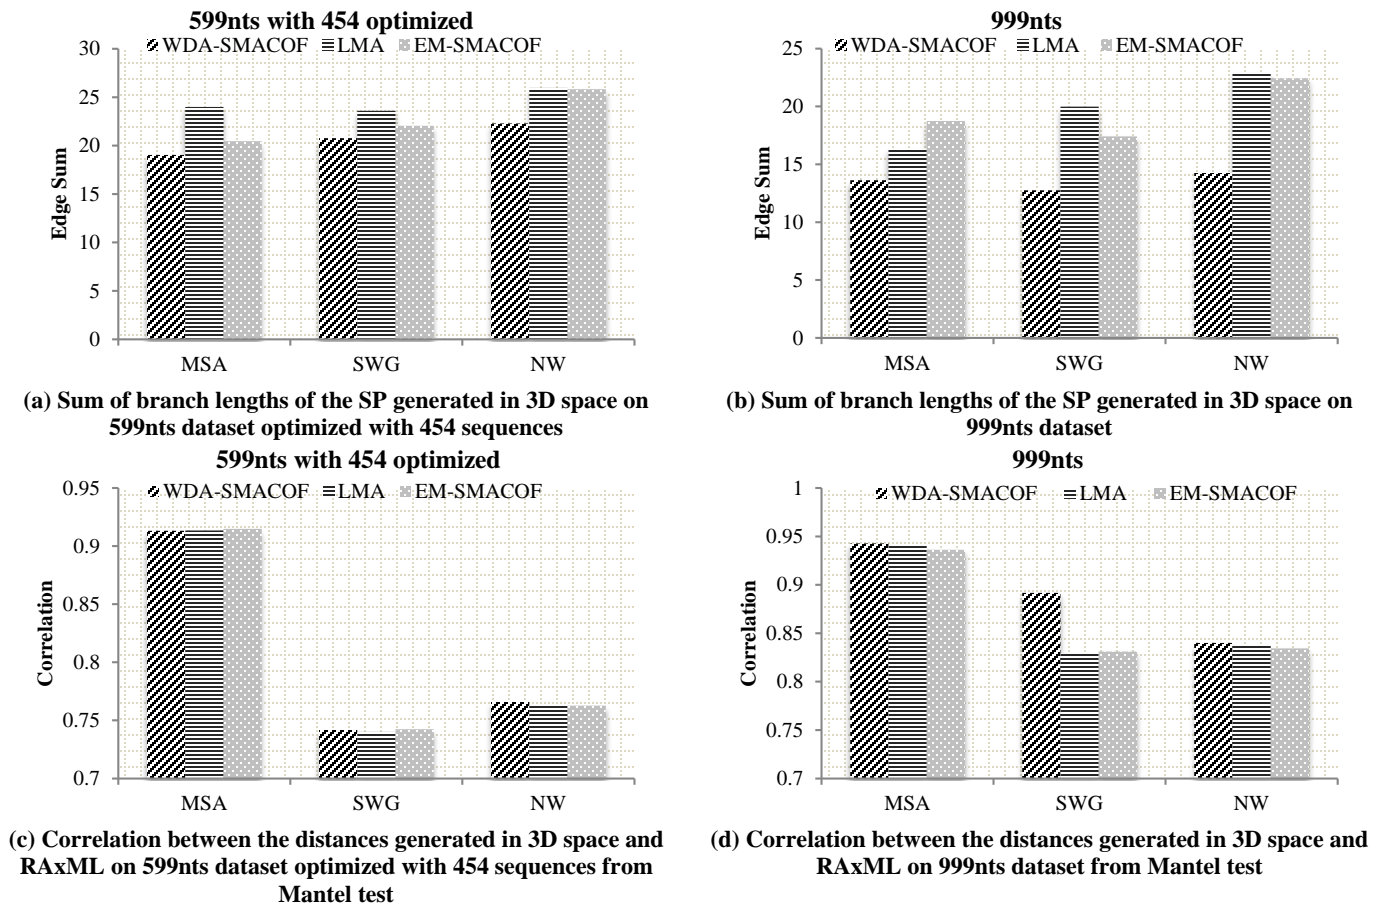 599nts with 454 optimized
WDA-SMACOF LMA EM-SMACOF
30
25
20
15
10
5
0
Edge Sum
MSA SWG NW
(a) Sum of branch lengths of the SP generated in 3D space on
599nts dataset optimized with 454 sequences
999nts
WDA-SMACOF LMA EM-SMACOF
25
20
15
10
5
0
Edge Sum
MSA SWG NW
(b) Sum of branch lengths of the SP generated in 3D space on
999nts dataset
599nts with 454 optimized
WDA-SMACOF LMA EM-SMACOF
0.95
0.9
0.85
0.8
0.75
0.7
Correlation
MSA SWG NW
(c) Correlation between the distances generated in 3D space and
RAxML on 599nts dataset optimized with 454 sequences from
Mantel test
999nts
WDA-SMACOF LMA EM-SMACOF
1
0.95
0.9
0.85
0.8
0.75
0.7
Correlation
MSA SWG NW
(d) Correlation between the distances generated in 3D space and
RAxML on 999nts dataset from Mantel test